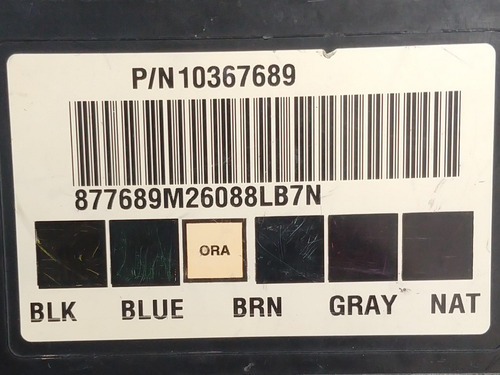 P/N10367689
877689M26088LB7N
ORA
BLK BLUE BRN GRAY NAT